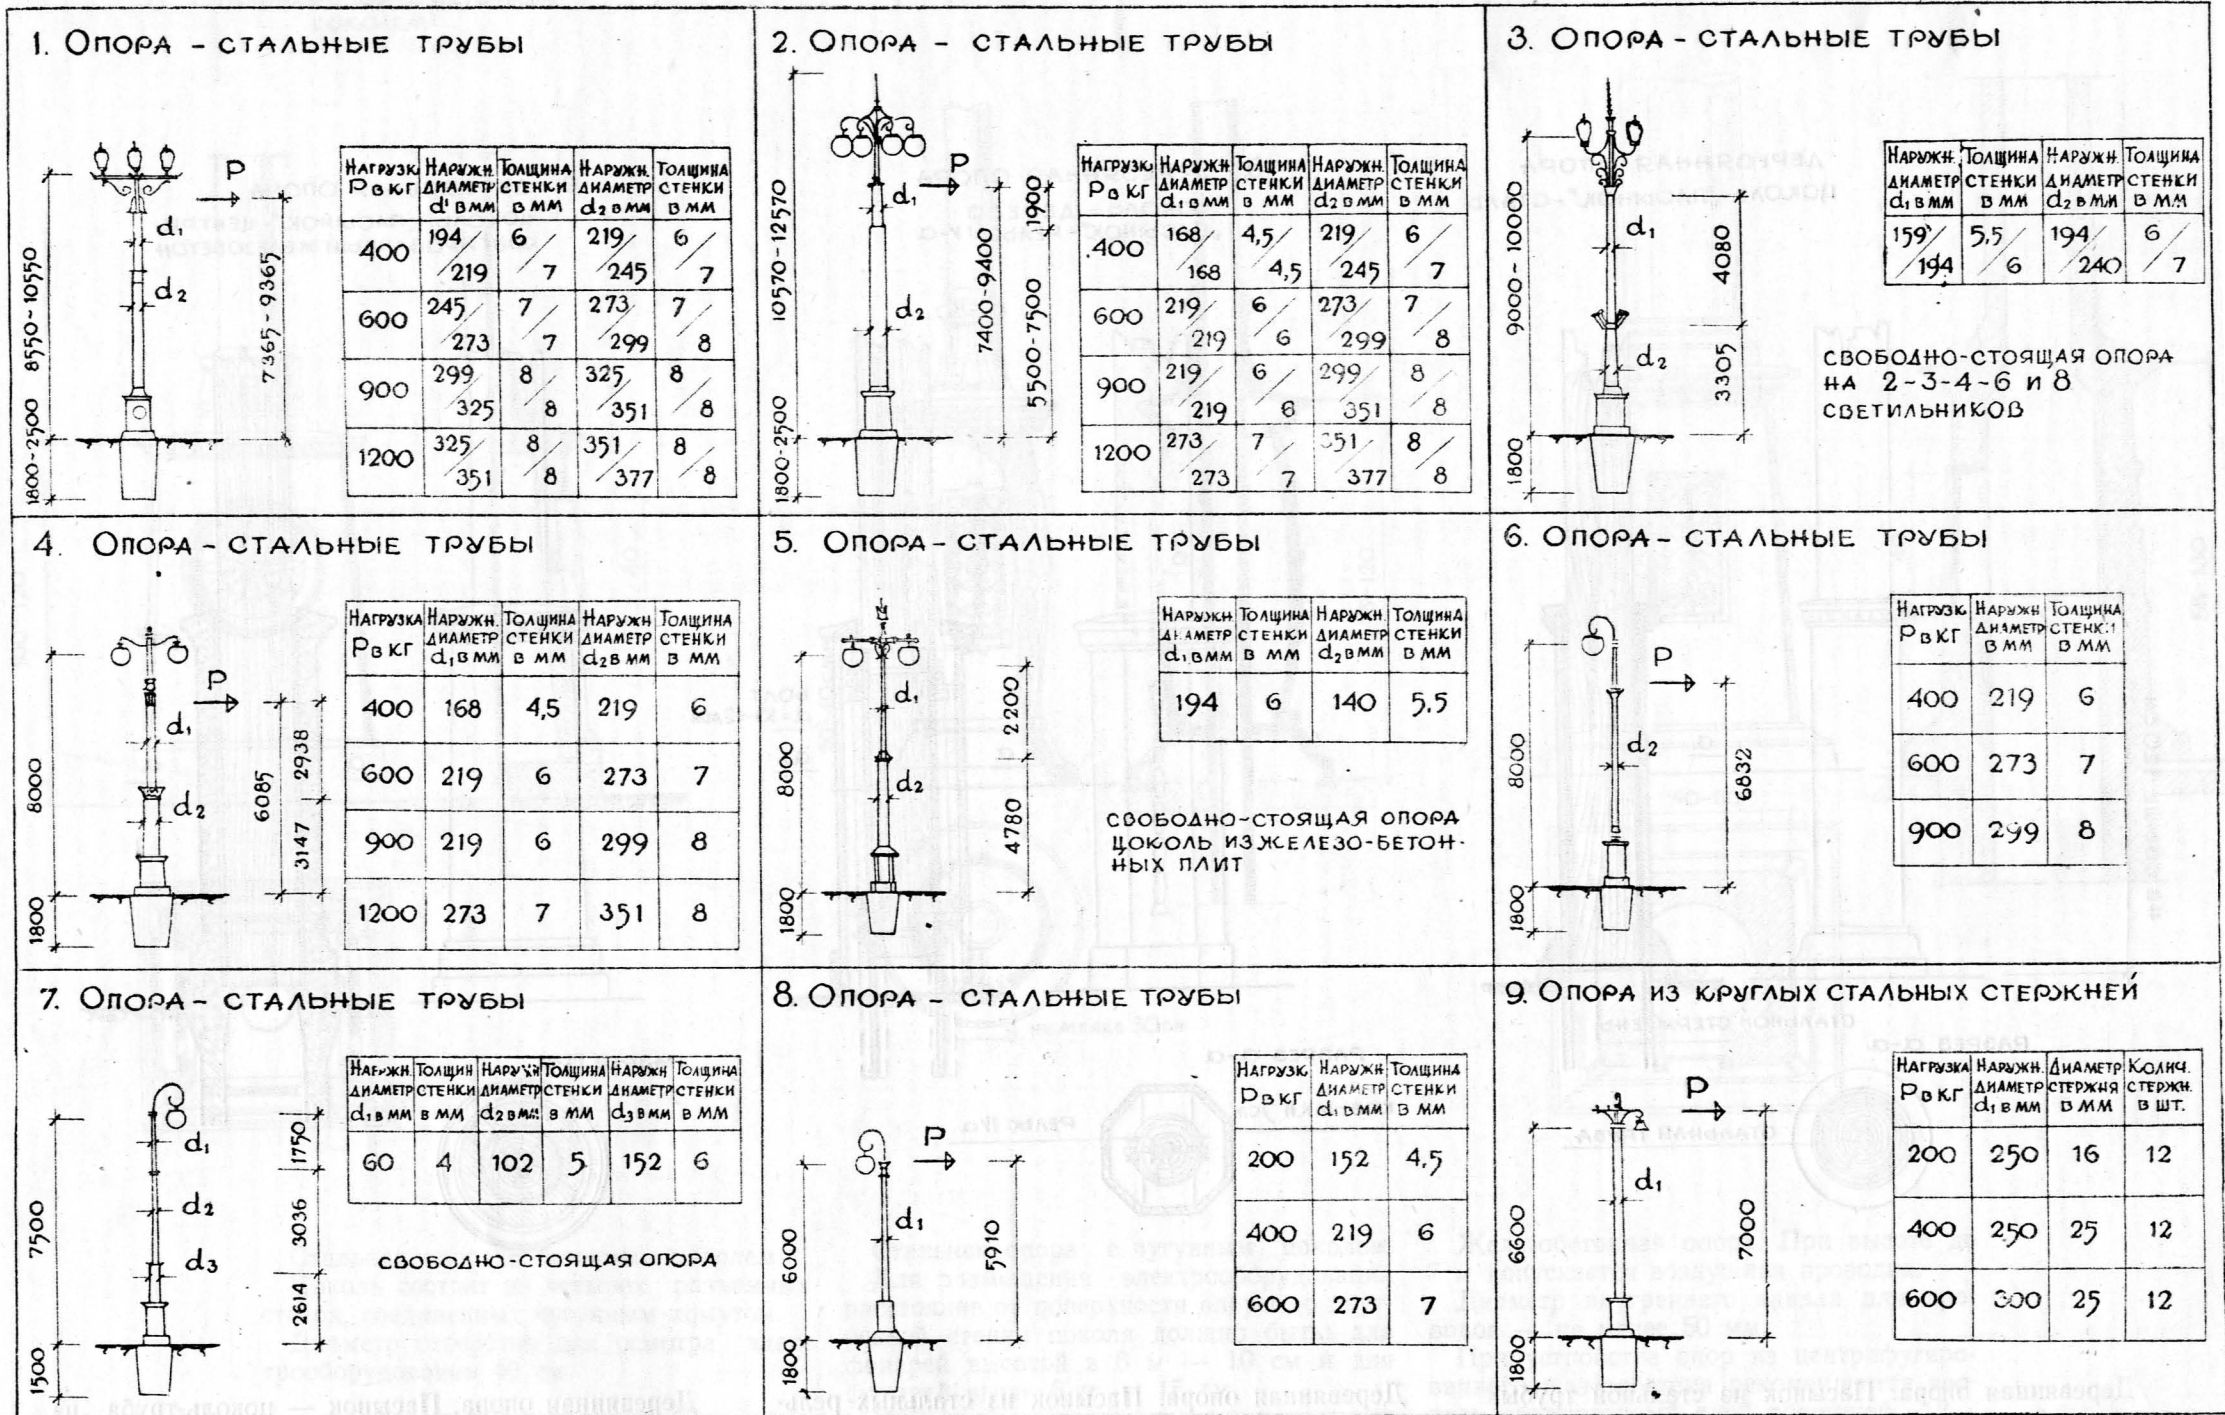 1. Опора – стальные трубы
P
d1
d2
8550-10550
1800-2500
7365-9365
Нагрузк Наружн. Толщина Наружн. Толщина
P в кг диаметр стенки диаметр стенки
d' в мм в мм d2 в мм в мм
400 194/219 6/7 219/245 6/7
600 245/273 7/7 273/299 7/8
900 299/325 8/8 325/351 8/8
1200 325/351 8/8 351/377 8/8
2. Опора – стальные трубы
P
d1
d2
10570-12570
1800-2500
7400-9400
1900
5500-7500
Нагрузк Наружн. Толщина Наружн. Толщина
P в кг диаметр стенки диаметр стенки
d1 в мм в мм d2 в мм в мм
400 168/168 4,5/4,5 219/245 6/7
600 219/219 6/6 273/299 7/8
900 219/219 6/6 299/351 8/8
1200 273/273 7/7 351/377 8/8
3. Опора – стальные трубы
d1
d2
9000-10000
1800
4080
3305
Наружн. Толщина Наружн. Толщина
диаметр стенки диаметр стенки
d1 в мм в мм d2 в мм в мм
159/194 5,5/6 194/240 6/7
свободно-стоящая опора
на 2-3-4-6 и 8
светильников
4. Опора – стальные трубы
P
d1
d2
8000
1800
6085
2938
3147
Нагрузка Наружн. Толщина Наружн Толщина
P в кг диаметр стенки диаметр стенки
d1 в мм в мм d2 в мм в мм
400 168 4,5 219 6
600 219 6 273 7
900 219 6 299 8
1200 273 7 351 8
5. Опора – стальные трубы
d1
d2
8000
1800
2200
4780
Наружн Толщина Наружн. Толщина
диаметр стенки диаметр стенки
d1 в мм в мм d2 в мм в мм
194 6 140 5,5
свободно-стоящая опора
цоколь из железо-бетон-
ных плит
6. Опора – стальные трубы
P
d2
8000
1800
6832
Нагрузк Наружн Толщина
P в кг диаметр стенки
в мм в мм
400 219 6
600 273 7
900 299 8
7. Опора – стальные трубы
d1
d2
d3
7500
1500
1750
3036
2614
Наружн. Толщин Наружн Толщина Наружн Толщина
диаметр стенки диаметр стенки диаметр стенки
d1 в мм в мм d2 в мм в мм d3 в мм в мм
60 4 102 5 152 6
свободно-стоящая опора
8. Опора – стальные трубы
P
d1
6000
1800
5910
Нагрузк Наружн Толщина
P в кг диаметр стенки
d1 в мм в мм
200 152 4,5
400 219 6
600 273 7
9. Опора из круглых стальных стержней
P
d1
6600
1800
7000
Нагрузка Наружн. Диаметр Колич.
P в кг диаметр стержня стержн.
d1 в мм в мм в шт.
200 250 16 12
400 250 25 12
600 300 25 12